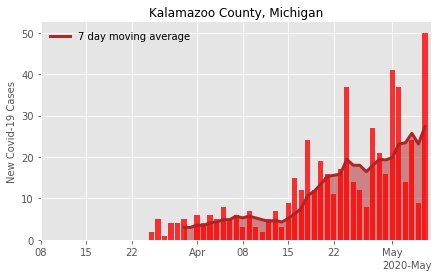 Kalamazoo County, Michigan
7 day moving average
New Covid-19 Cases
50
40
30
20
10
0
08 15 22 Apr 08 15 22 May
2020-May